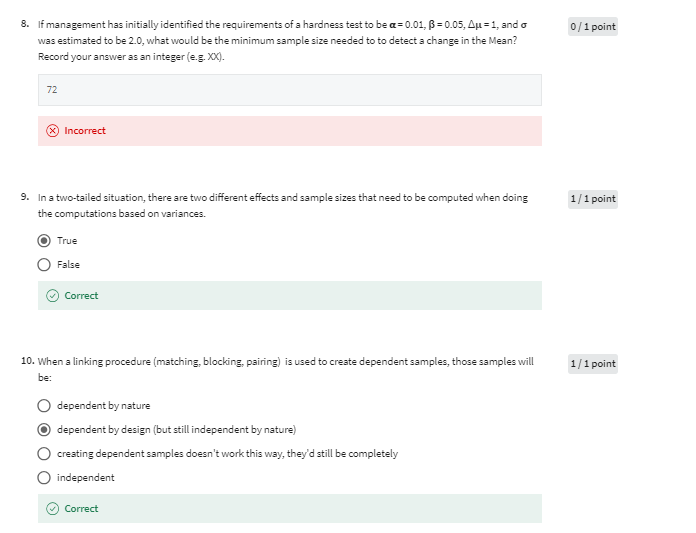 8. If management has initially identified the requirements of a hardness test to be α = 0.01, β = 0.05, Δμ = 1, and σ
0 / 1 point
was estimated to be 2.0, what would be the minimum sample size needed to to detect a change in the Mean?
Record your answer as an integer (e.g. XX).
72
Incorrect
9. In a two-tailed situation, there are two different effects and sample sizes that need to be computed when doing
1 / 1 point
the computations based on variances.
True
False
Correct
10. When a linking procedure (matching, blocking, pairing) is used to create dependent samples, those samples will
1 / 1 point
be:
dependent by nature
dependent by design (but still independent by nature)
creating dependent samples doesn't work this way, they'd still be completely
independent
Correct